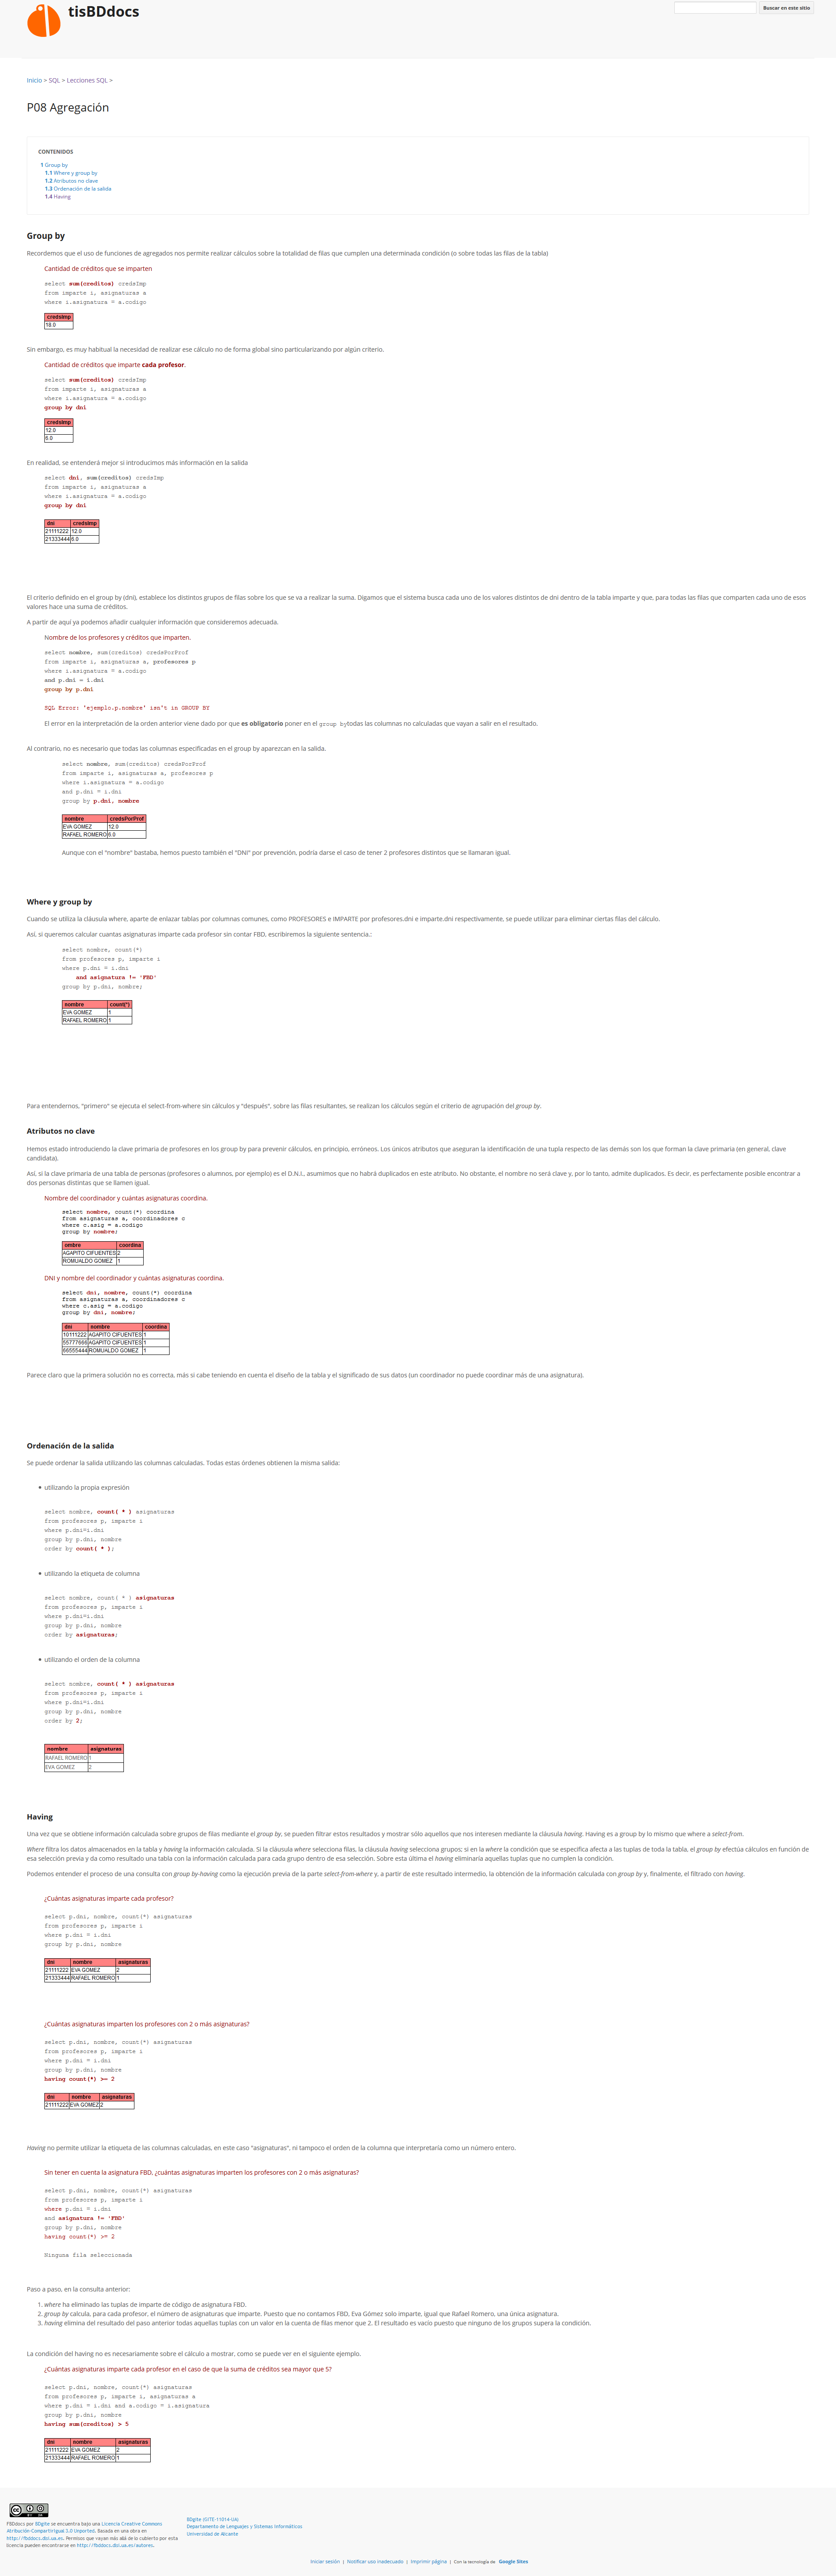 tisBDdocs
Buscar en este sitio
Inicio > SQL > Lecciones SQL >
P08 Agregación
CONTENIDOS
1 Group by
1.1 Where y group by
1.2 Atributos no clave
1.3 Ordenación de la salida
1.4 Having
Group by
Recordemos que el uso de funciones de agregados nos permite realizar cálculos sobre la totalidad de filas que cumplen una determinada condición (o sobre todas las filas de la tabla)
Cantidad de créditos que se imparten
select sum(creditos) credsImp
from imparte i, asignaturas a
where i.asignatura = a.codigo
credsImp
18.0
Sin embargo, es muy habitual la necesidad de realizar ese cálculo no de forma global sino particularizando por algún criterio.
Cantidad de créditos que imparte cada profesor.
select sum(creditos) credsImp
from imparte i, asignaturas a
where i.asignatura = a.codigo
group by dni
credsImp
12.0
6.0
En realidad, se entenderá mejor si introducimos más información en la salida
select dni, sum(creditos) credsImp
from imparte i, asignaturas a
where i.asignatura = a.codigo
group by dni
dni credsImp
21111222 12.0
21333444 6.0
El criterio definido en el group by (dni), establece los distintos grupos de filas sobre los que se va a realizar la suma. Digamos que el sistema busca cada uno de los valores distintos de dni dentro de la tabla imparte y que, para todas las filas que comparten cada uno de esos
valores hace una suma de créditos.
A partir de aquí ya podemos añadir cualquier información que consideremos adecuada.
Nombre de los profesores y créditos que imparten.
select nombre, sum(creditos) credsPorProf
from imparte i, asignaturas a, profesores p
where i.asignatura = a.codigo
and p.dni = i.dni
group by p.dni
SQL Error: 'ejemplo.p.nombre' isn't in GROUP BY
El error en la interpretación de la orden anterior viene dado por que es obligatorio poner en el group bytodas las columnas no calculadas que vayan a salir en el resultado.
Al contrario, no es necesario que todas las columnas especificadas en el group by aparezcan en la salida.
select nombre, sum(creditos) credsPorProf
from imparte i, asignaturas a, profesores p
where i.asignatura = a.codigo
and p.dni = i.dni
group by p.dni, nombre
nombre credsPorProf
EVA GOMEZ 12.0
RAFAEL ROMERO 6.0
Aunque con el "nombre" bastaba, hemos puesto también el "DNI" por prevención, podría darse el caso de tener 2 profesores distintos que se llamaran igual.
Where y group by
Cuando se utiliza la cláusula where, aparte de enlazar tablas por columnas comunes, como PROFESORES e IMPARTE por profesores.dni e imparte.dni respectivamente, se puede utilizar para eliminar ciertas filas del cálculo.
Así, si queremos calcular cuantas asignaturas imparte cada profesor sin contar FBD, escribiremos la siguiente sentencia.:
select nombre, count(*)
from profesores p, imparte i
where p.dni = i.dni
and asignatura != 'FBD'
group by p.dni, nombre;
nombre count(*)
EVA GOMEZ 1
RAFAEL ROMERO 1
Para entendernos, "primero" se ejecuta el select-from-where sin cálculos y "después", sobre las filas resultantes, se realizan los cálculos según el criterio de agrupación del group by.
Atributos no clave
Hemos estado introduciendo la clave primaria de profesores en los group by para prevenir cálculos, en principio, erróneos. Los únicos atributos que aseguran la identificación de una tupla respecto de las demás son los que forman la clave primaria (en general, clave
candidata).
Así, si la clave primaria de una tabla de personas (profesores o alumnos, por ejemplo) es el D.N.I., asumimos que no habrá duplicados en este atributo. No obstante, el nombre no será clave y, por lo tanto, admite duplicados. Es decir, es perfectamente posible encontrar a
dos personas distintas que se llamen igual.
Nombre del coordinador y cuántas asignaturas coordina.
select nombre, count(*) coordina
from asignaturas a, coordinadores c
where c.asig = a.codigo
group by nombre;
ombre coordina
AGAPITO CIFUENTES 2
ROMUALDO GOMEZ 1
DNI y nombre del coordinador y cuántas asignaturas coordina.
select dni, nombre, count(*) coordina
from asignaturas a, coordinadores c
where c.asig = a.codigo
group by dni, nombre;
dni nombre coordina
10111222 AGAPITO CIFUENTES 1
55777666 AGAPITO CIFUENTES 1
66555444 ROMUALDO GOMEZ 1
Parece claro que la primera solución no es correcta, más si cabe teniendo en cuenta el diseño de la tabla y el significado de sus datos (un coordinador no puede coordinar más de una asignatura).
Ordenación de la salida
Se puede ordenar la salida utilizando las columnas calculadas. Todas estas órdenes obtienen la misma salida:
utilizando la propia expresión
select nombre, count( * ) asignaturas
from profesores p, imparte i
where p.dni=i.dni
group by p.dni, nombre
order by count( * );
utilizando la etiqueta de columna
select nombre, count( * ) asignaturas
from profesores p, imparte i
where p.dni=i.dni
group by p.dni, nombre
order by asignaturas;
utilizando el orden de la columna
select nombre, count( * ) asignaturas
from profesores p, imparte i
where p.dni=i.dni
group by p.dni, nombre
order by 2;
nombre asignaturas
RAFAEL ROMERO 1
EVA GOMEZ 2
Having
Una vez que se obtiene información calculada sobre grupos de filas mediante el group by, se pueden filtrar estos resultados y mostrar sólo aquellos que nos interesen mediante la cláusula having. Having es a group by lo mismo que where a select-from.
Where filtra los datos almacenados en la tabla y having la información calculada. Si la cláusula where selecciona filas, la cláusula having selecciona grupos; si en la where la condición que se especifica afecta a las tuplas de toda la tabla, el group by efectúa cálculos en función de
esa selección previa y da como resultado una tabla con la información calculada para cada grupo dentro de esa selección. Sobre esta última el having eliminaría aquellas tuplas que no cumplen la condición.
Podemos entender el proceso de una consulta con group by-having como la ejecución previa de la parte select-from-where y, a partir de este resultado intermedio, la obtención de la información calculada con group by y, finalmente, el filtrado con having.
¿Cuántas asignaturas imparte cada profesor?
select p.dni, nombre, count(*) asignaturas
from profesores p, imparte i
where p.dni = i.dni
group by p.dni, nombre
dni nombre asignaturas
21111222 EVA GOMEZ 2
21333444 RAFAEL ROMERO 1
¿Cuántas asignaturas imparten los profesores con 2 o más asignaturas?
select p.dni, nombre, count(*) asignaturas
from profesores p, imparte i
where p.dni = i.dni
group by p.dni, nombre
having count(*) >= 2
dni nombre asignaturas
21111222 EVA GOMEZ 2
Having no permite utilizar la etiqueta de las columnas calculadas, en este caso "asignaturas", ni tampoco el orden de la columna que interpretaría como un número entero.
Sin tener en cuenta la asignatura FBD, ¿cuántas asignaturas imparten los profesores con 2 o más asignaturas?
select p.dni, nombre, count(*) asignaturas
from profesores p, imparte i
where p.dni = i.dni
and asignatura != 'FBD'
group by p.dni, nombre
having count(*) >= 2
Ninguna fila seleccionada
Paso a paso, en la consulta anterior:
1. where ha eliminado las tuplas de imparte de código de asignatura FBD.
2. group by calcula, para cada profesor, el número de asignaturas que imparte. Puesto que no contamos FBD, Eva Gómez solo imparte, igual que Rafael Romero, una única asignatura.
3. having elimina del resultado del paso anterior todas aquellas tuplas con un valor en la cuenta de filas menor que 2. El resultado es vacío puesto que ninguno de los grupos supera la condición.
La condición del having no es necesariamente sobre el cálculo a mostrar, como se puede ver en el siguiente ejemplo.
¿Cuántas asignaturas imparte cada profesor en el caso de que la suma de créditos sea mayor que 5?
select p.dni, nombre, count(*) asignaturas
from profesores p, imparte i, asignaturas a
where p.dni = i.dni and a.codigo = i.asignatura
group by p.dni, nombre
having sum(creditos) > 5
dni nombre asignaturas
21111222 EVA GOMEZ 2
21333444 RAFAEL ROMERO 1
FBDdocs por BDgite se encuentra bajo una Licencia Creative Commons
Atribución-CompartirIgual 3.0 Unported. Basada en una obra en
http://fbddocs.dlsi.ua.es. Permisos que vayan más allá de lo cubierto por esta
licencia pueden encontrarse en http://fbddocs.dlsi.ua.es/autores.
BDgite (GITE-11014-UA)
Departamento de Lenguajes y Sistemas Informáticos
Universidad de Alicante
Iniciar sesión | Notificar uso inadecuado | Imprimir página | Con la tecnología de Google Sites